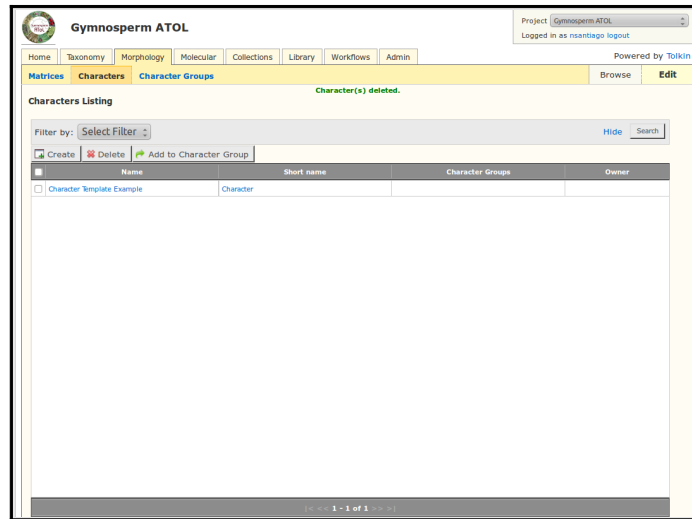 Gymnosperm ATOL
Project Gymnosperm ATOL
Logged in as nsantiago logout
Home Taxonomy Morphology Molecular Collections Library Workflows Admin
Powered by Tolkin
Matrices Characters Character Groups
Browse Edit
Character(s) deleted.
Characters Listing
Filter by: Select Filter
Hide Search
Create Delete Add to Character Group
Name Short name Character Groups Owner
Character Template Example Character
|< << 1 - 1 of 1 >> >|